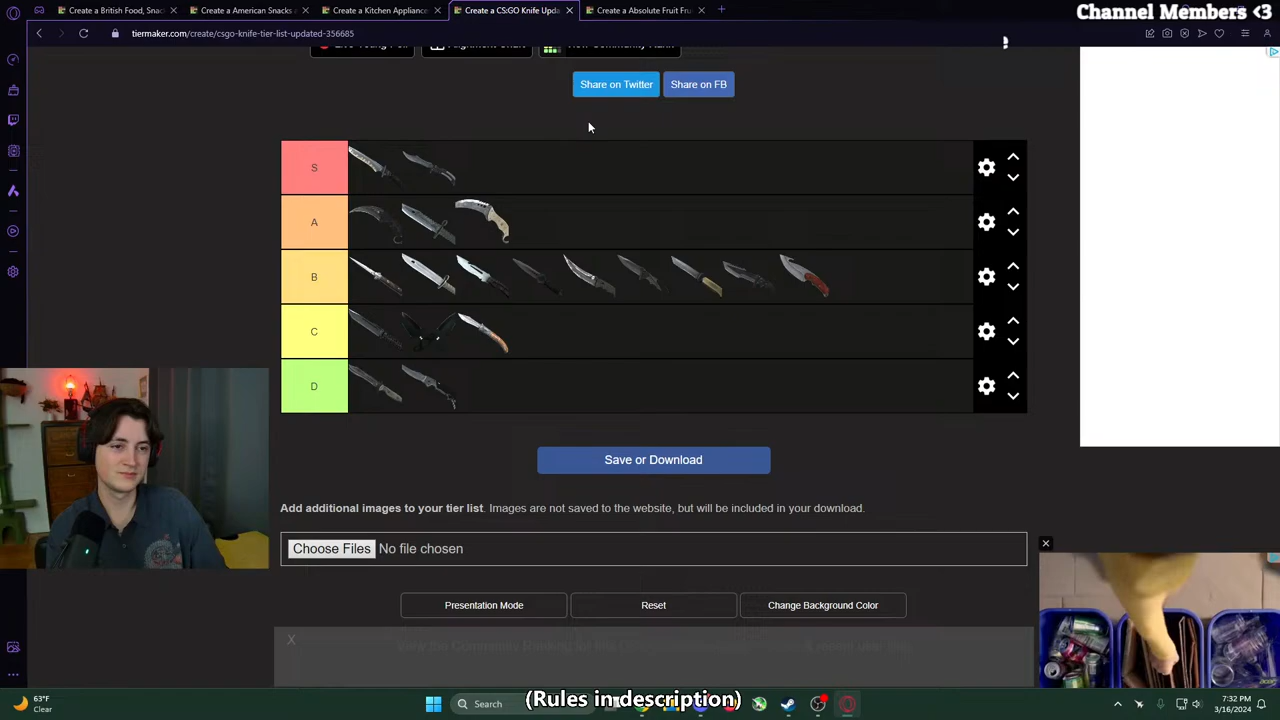 Create a British Food, Snack
Create a American Snacks
Create a Kitchen Appliance
Create a CS:GO Knife Upda
Create a Absolute Fruit Fru
Channel Members <3
tiermaker.com/create/csgo-knife-tier-list-updated-356685
Share on Twitter
Share on FB
S
A
B
C
D
Save or Download
Add additional images to your tier list. Images are not saved to the website, but will be included in your download.
Choose Files No file chosen
Presentation Mode
Reset
Change Background Color
X
63°F
Clear
Search
(Rules in description)
7:32 PM
3/16/2024